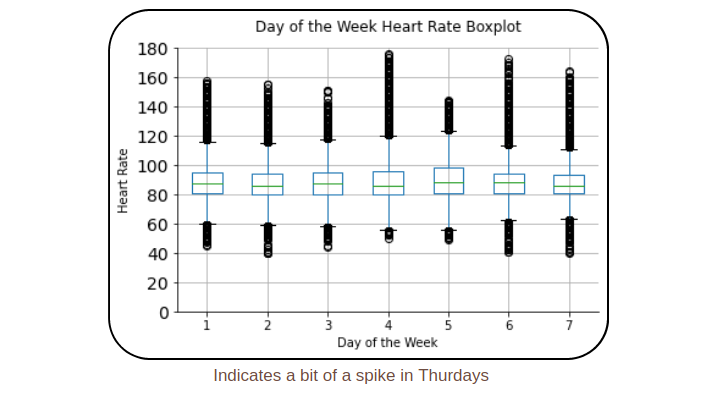 Day of the Week Heart Rate Boxplot
180
160
140
120
100
80
60
40
20
0
Heart Rate
1 2 3 4 5 6 7
Day of the Week
Indicates a bit of a spike in Thurdays